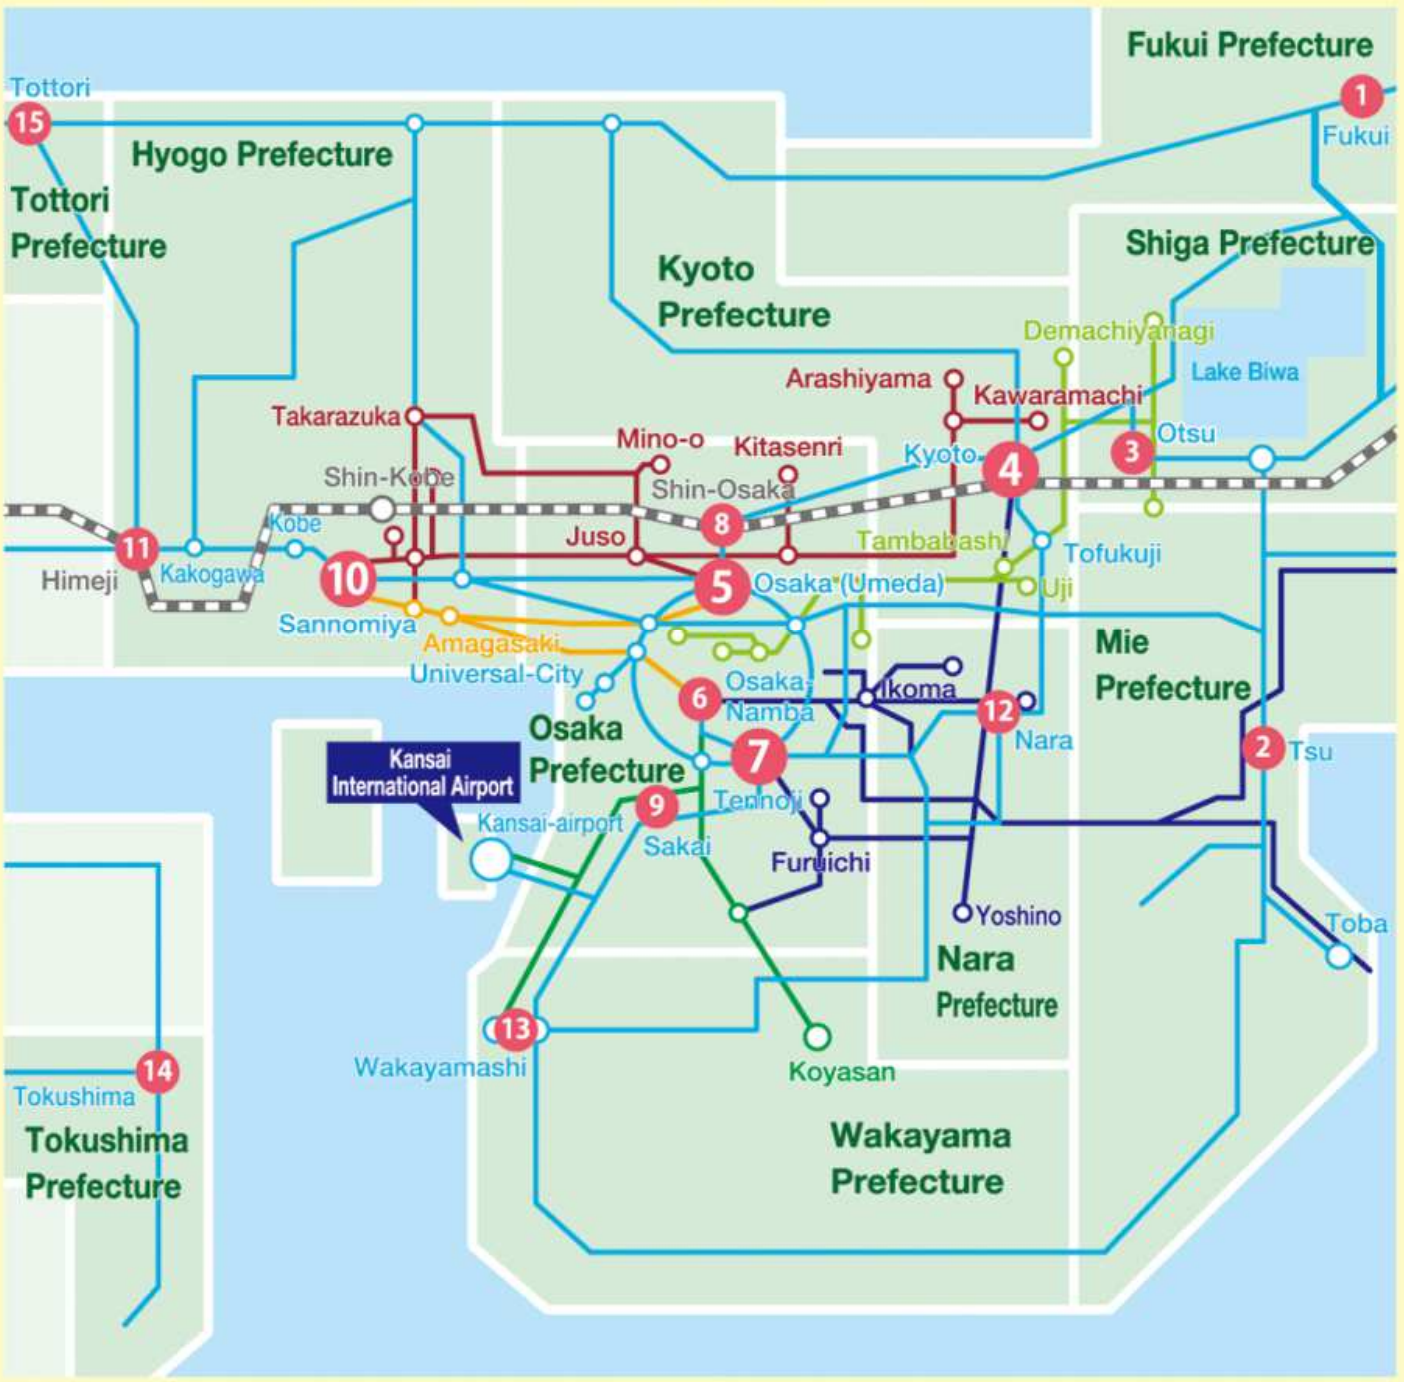 Fukui Prefecture
Tottori
1
15
Fukui
Hyogo Prefecture
Tottori
Prefecture
Shiga Prefecture
Kyoto
Prefecture
Demachiyanagi
Lake Biwa
Arashiyama
Kawaramachi
Takarazuka
Mino-o
Kitasenri
Kyoto
4
3
Otsu
Shin-Kobe
Shin-Osaka
8
Kobe
Juso
Tambabashi
Tofukuji
11
Himeji
Kakogawa
10
5
Osaka (Umeda)
Uji
Sannomiya
Amagasaki
Universal-City
Mie
Prefecture
6
Osaka-
Namba
Ikoma
12
Nara
Osaka
Prefecture
7
2
Tsu
Kansai
International Airport
9
Tennoji
Kansai-airport
Sakai
Furuichi
Yoshino
Toba
Nara
Prefecture
13
Wakayamashi
Koyasan
14
Tokushima
Tokushima
Prefecture
Wakayama
Prefecture